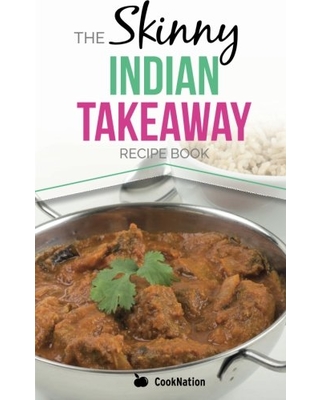 THE Skinny
INDIAN
TAKEAWAY
RECIPE BOOK
CookNation